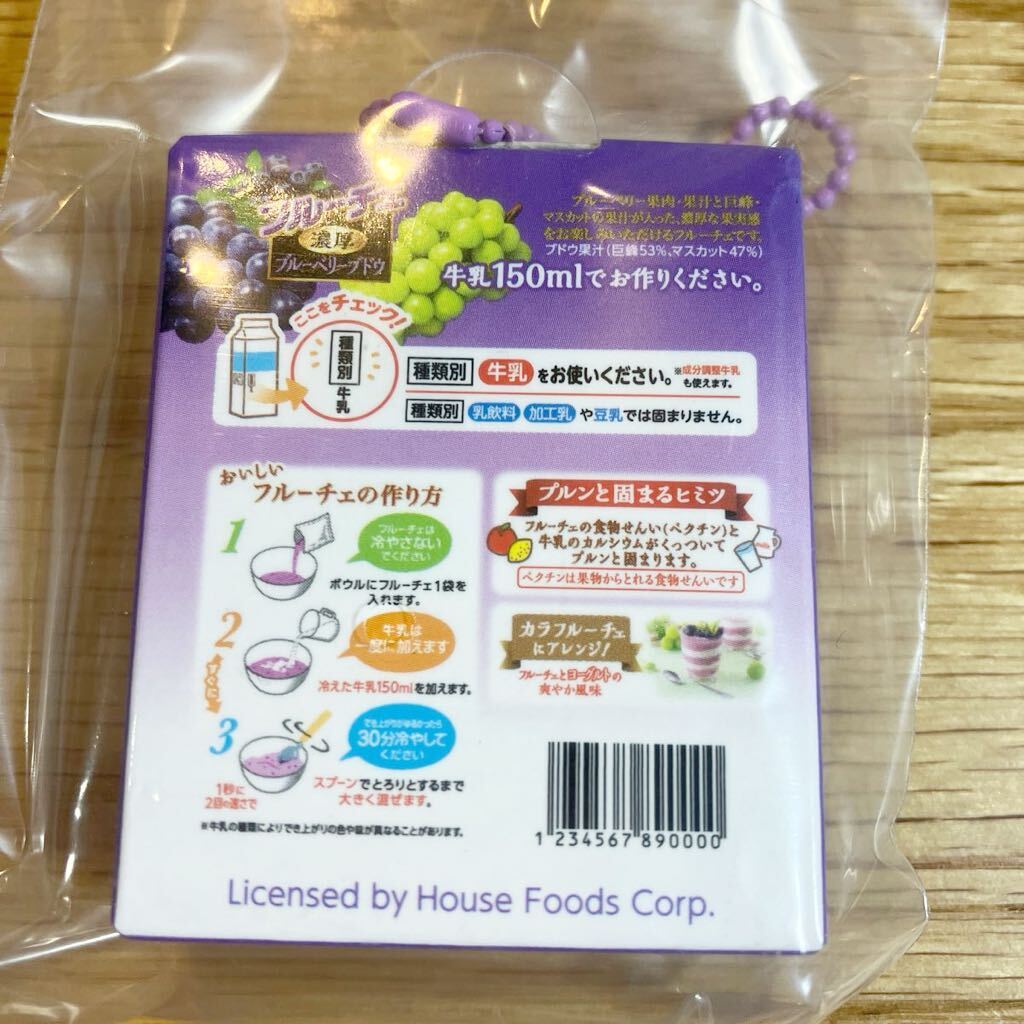 フルーチェ
濃厚
ブルーベリーブドウ
ブルーベリー果肉・果汁と巨峰・
マスカットの果汁が入った、濃厚な果実感
をお楽しみいただけるフルーチェです。
ブドウ果汁(巨峰53%、マスカット47%)
牛乳150mlでお作りください。
ここをチェック!
種類別 牛乳
種類別 牛乳 をお使いください。 ※成分調整牛乳
も使えます。
種類別 乳飲料 加工乳 や豆乳では固まりません。
おいしい
フルーチェの作り方
1
フルーチェは
冷やさない
でください
ボウルにフルーチェ1袋を
入れます。
2
牛乳は
一度に加えます
冷えた牛乳150mlを加えます。
すぐに
3
でき上がりがゆるかったら
30分冷やして
ください
1秒に
2回の速さで
スプーンでとろりとするまで
大きく混ぜます。
※牛乳の種類によりでき上がりの色や味が異なることがあります。
プルンと固まるヒミツ
フルーチェの食物せんい(ペクチン)と
牛乳のカルシウムがくっついて
プルンと固まります。
ペクチンは果物からとれる食物せんいです
カラフルーチェ
にアレンジ!
フルーチェとヨーグルトの
爽やか風味
1 234567 890000
Licensed by House Foods Corp.